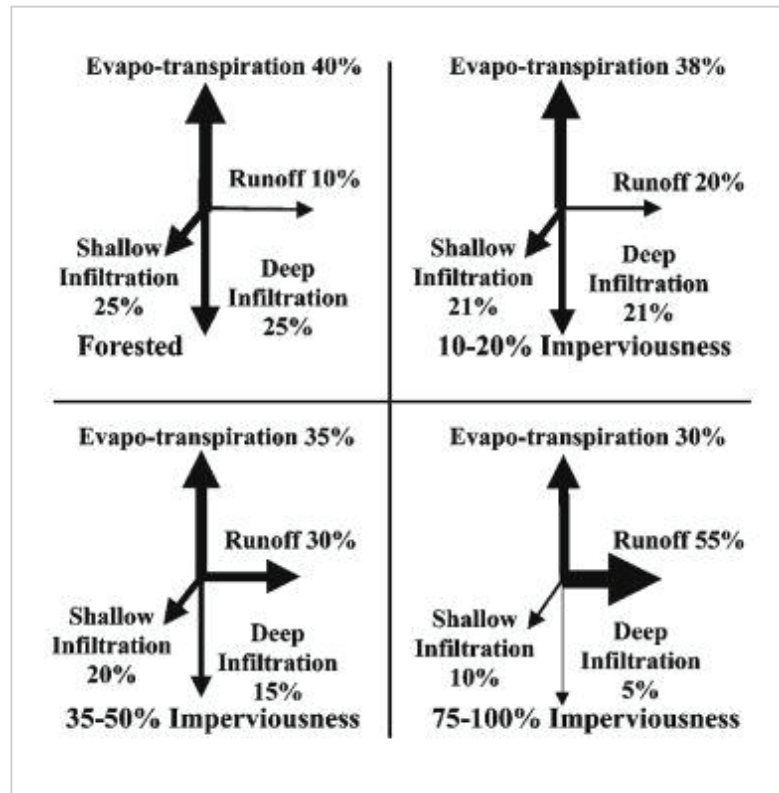 Evapo-transpiration 40%
Runoff 10%
Shallow
Infiltration
25%
Deep
Infiltration
25%
Forested
Evapo-transpiration 38%
Runoff 20%
Shallow
Infiltration
21%
Deep
Infiltration
21%
10-20% Imperviousness
Evapo-transpiration 35%
Runoff 30%
Shallow
Infiltration
20%
Deep
Infiltration
15%
35-50% Imperviousness
Evapo-transpiration 30%
Runoff 55%
Shallow
Infiltration
10%
Deep
Infiltration
5%
75-100% Imperviousness